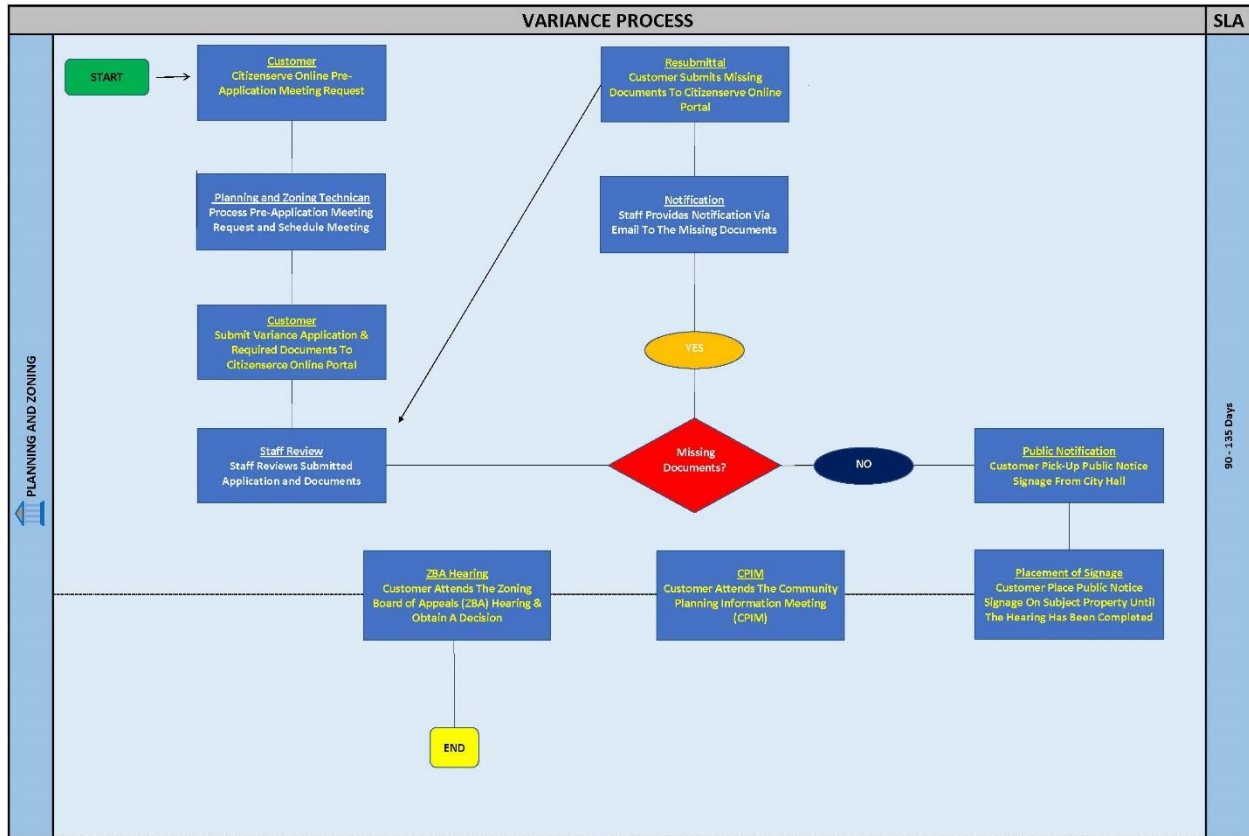 VARIANCE PROCESS
SLA
PLANNING AND ZONING
START
Customer
Citizenserve Online Pre-
Application Meeting Request
Planning and Zoning Technican
Process Pre-Application Meeting
Request and Schedule Meeting
Customer
Submit Variance Application &
Required Documents To
Citizenserce Online Portal
Staff Review
Staff Reviews Submitted
Application and Documents
Missing
Documents?
YES
Notification
Staff Provides Notification Via
Email To The Missing Documents
Resubmittal
Customer Submits Missing
Documents To Citizenserve Online
Portal
NO
Public Notification
Customer Pick-Up Public Notice
Signage From City Hall
Placement of Signage
Customer Place Public Notice
Signage On Subject Property Until
The Hearing Has Been Completed
CPIM
Customer Attends The Community
Planning Information Meeting
(CPIM)
ZBA Hearing
Customer Attends The Zoning
Board of Appeals (ZBA) Hearing &
Obtain A Decision
END
90 - 135 Days